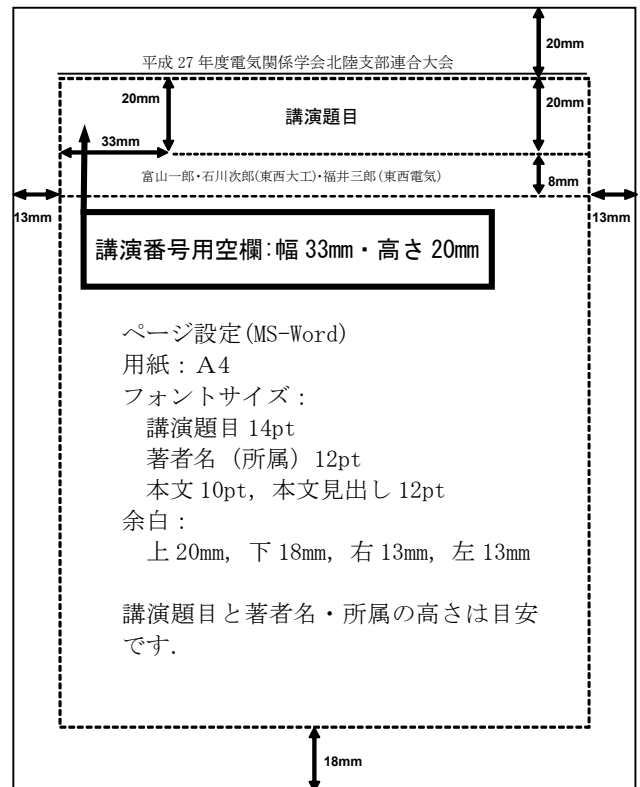 20mm
平成 27 年度電気関係学会北陸支部連合大会
20mm
講演題目
20mm
33mm
富山一郎・石川次郎(東西大工)・福井三郎(東西電気)
8mm
13mm
13mm
講演番号用空欄:幅 33mm・高さ 20mm
ページ設定(MS-Word)
用紙：A4
フォントサイズ：
講演題目 14pt
著者名（所属）12pt
本文 10pt, 本文見出し 12pt
余白：
上 20mm, 下 18mm, 右 13mm, 左 13mm
講演題目と著者名・所属の高さは目安
です.
18mm